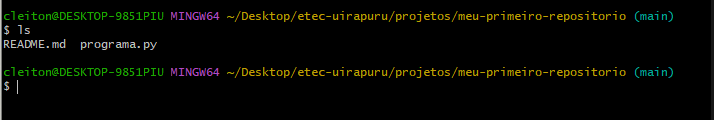 cleiton@DESKTOP-9851PIU MINGW64 ~/Desktop/etec-uirapuru/projetos/meu-primeiro-repositorio (main)
$ ls
README.md  programa.py
cleiton@DESKTOP-9851PIU MINGW64 ~/Desktop/etec-uirapuru/projetos/meu-primeiro-repositorio (main)
$